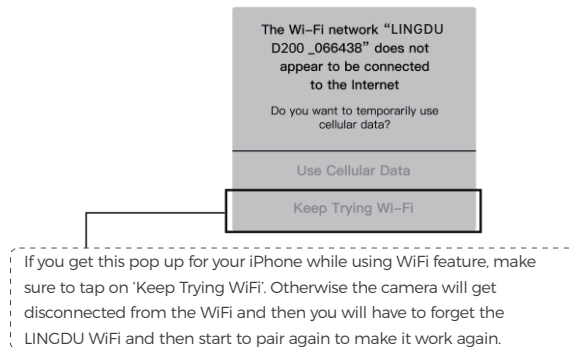 The Wi-Fi network “LINGDU
D200 _066438” does not
appear to be connected
to the Internet
Do you want to temporarily use
cellular data?
Use Cellular Data
Keep Trying Wi-Fi
If you get this pop up for your iPhone while using WiFi feature, make
sure to tap on ‘Keep Trying WiFi’. Otherwise the camera will get
disconnected from the WiFi and then you will have to forget the
LINGDU WiFi and then start to pair again to make it work again.